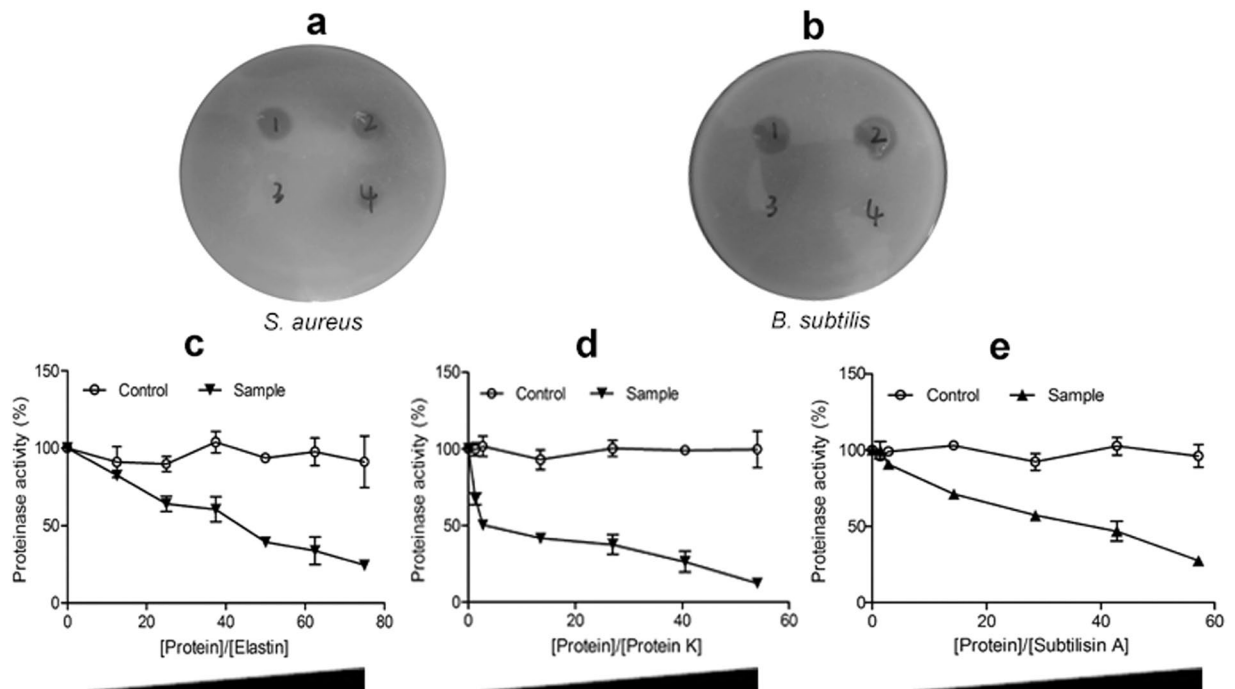 a
b
1 2
3 4
1 2
3 4
S. aureus
B. subtilis
c
d
e
150
100
50
0
Control Sample
Proteinase activity (%)
0 20 40 60 80
[Protein]/[Elastin]
150
100
50
0
Control Sample
Proteinase activity (%)
0 20 40 60
[Protein]/[Protein K]
150
100
50
0
Control Sample
Proteinase activity (%)
0 20 40 60
[Protein]/[Subtilisin A]